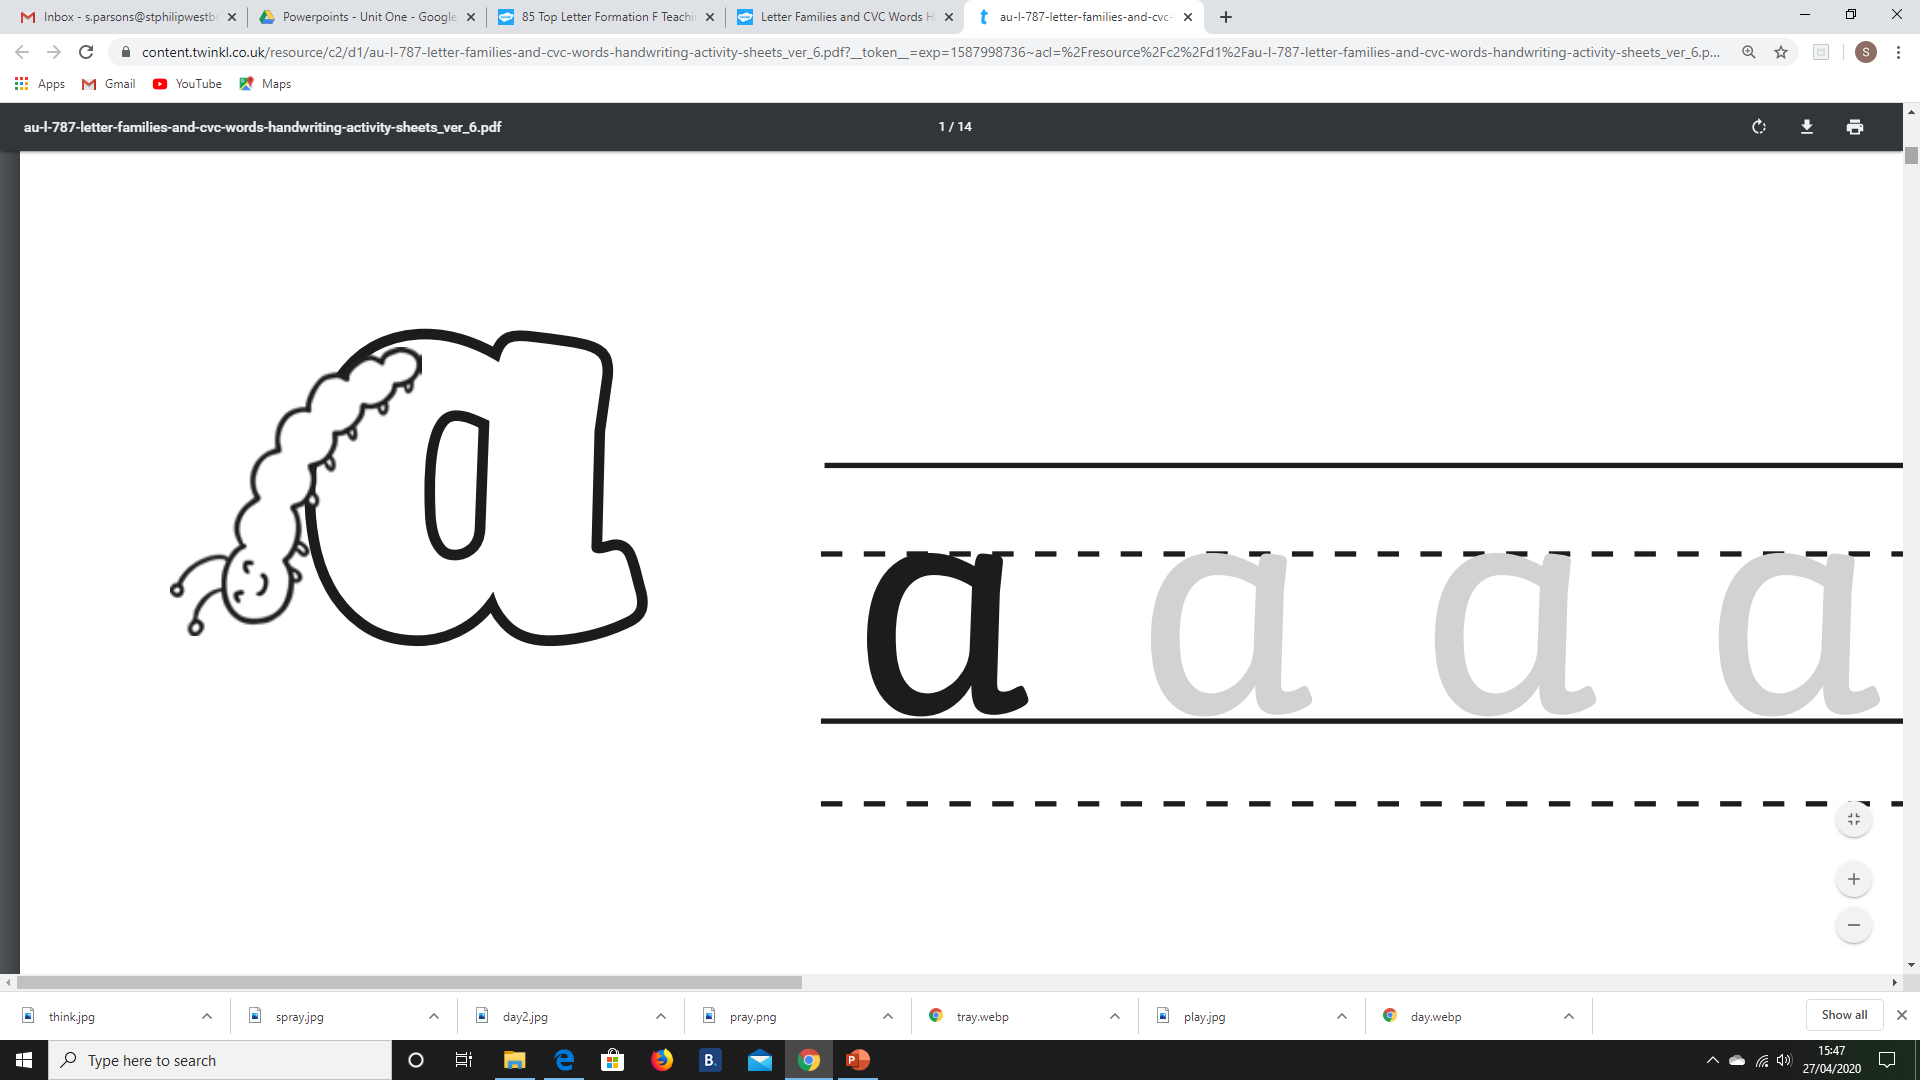 Inbox - s.parsons@stphilipwestbr
Powerpoints - Unit One - Google
85 Top Letter Formation F Teachi
Letter Families and CVC Words H
au-l-787-letter-families-and-cvc-
content.twinkl.co.uk/resource/c2/d1/au-l-787-letter-families-and-cvc-words-handwriting-activity-sheets_ver_6.pdf?__token__=exp=1587998736~acl=%2Fresource%2Fc2%2Fd1%2Fau-l-787-letter-families-and-cvc-words-handwriting-activity-sheets_ver_6.p...
S
Apps Gmail YouTube Maps
au-l-787-letter-families-and-cvc-words-handwriting-activity-sheets_ver_6.pdf
1 / 14
a
a a a a
think.jpg
spray.jpg
day2.jpg
pray.png
tray.webp
play.jpg
day.webp
Show all
Type here to search
B.
15:47
27/04/2020